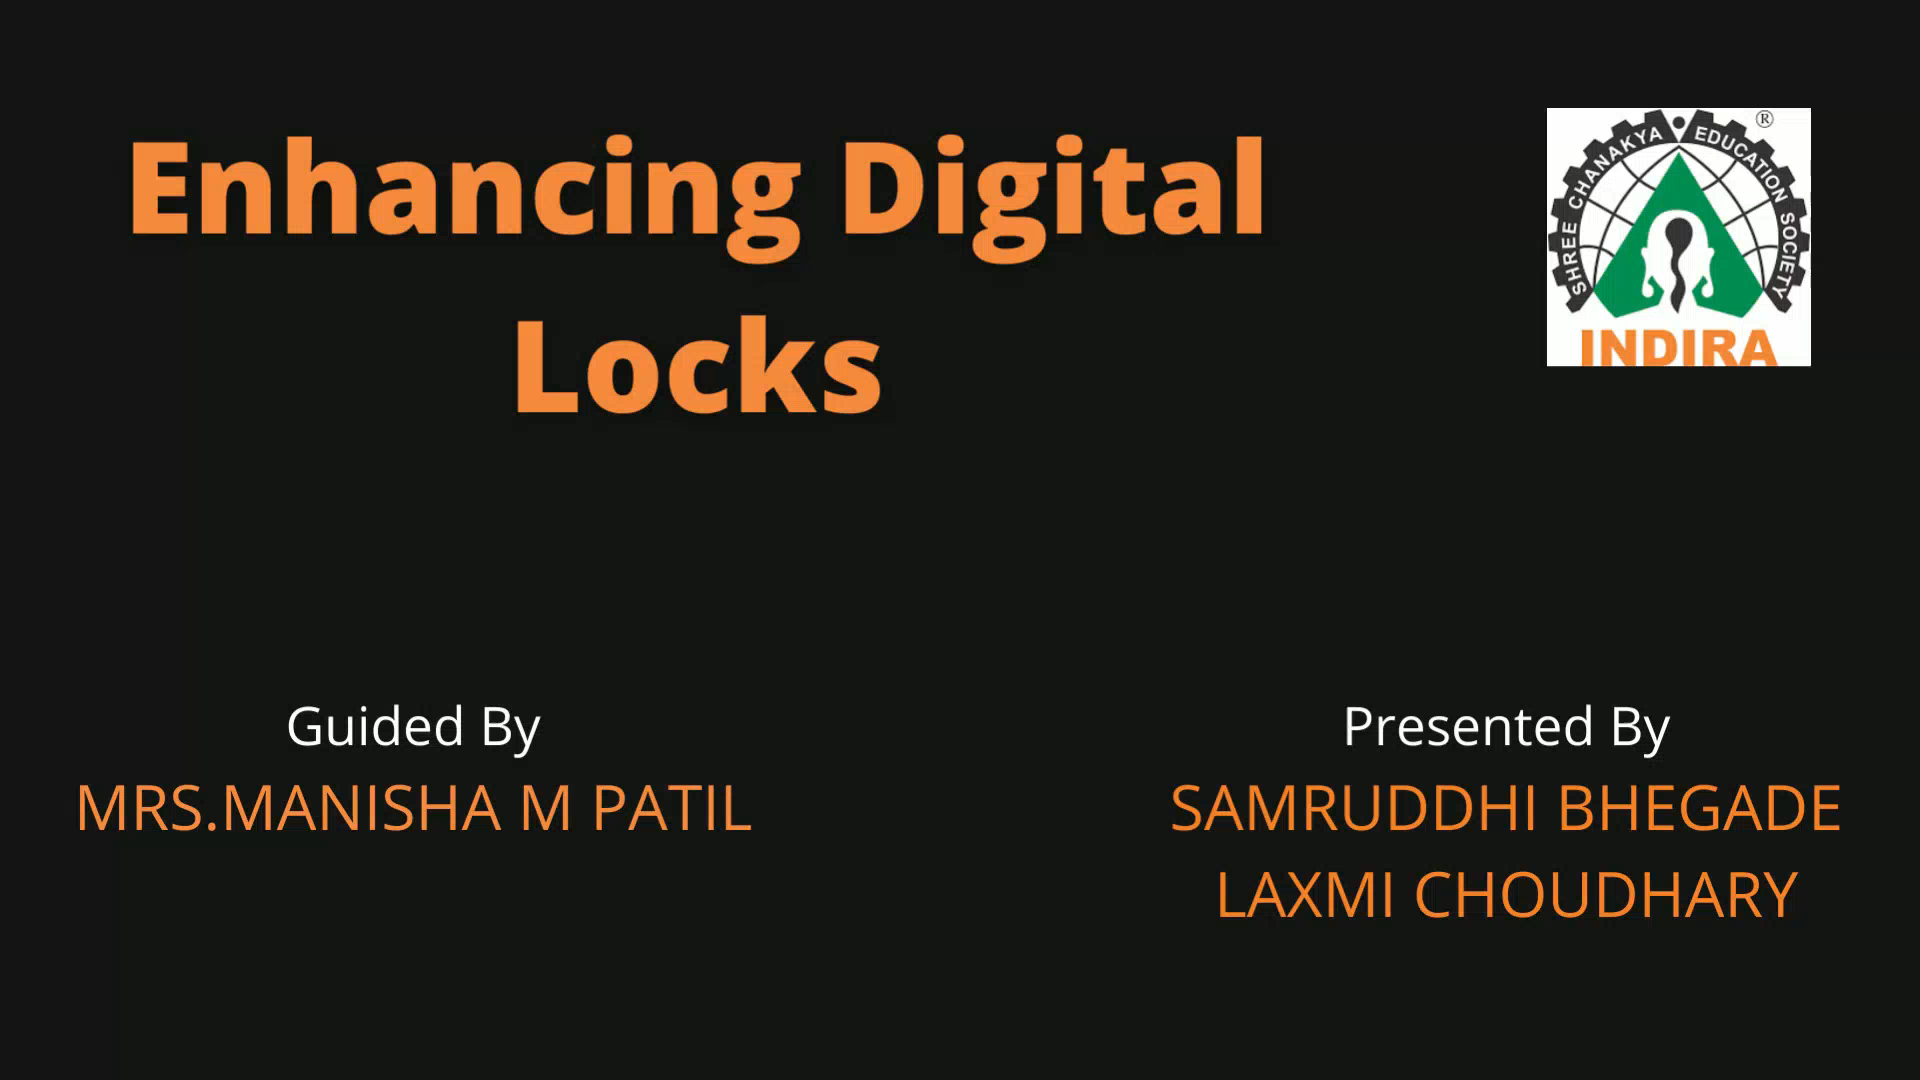 Enhancing Digital
Locks
SHREE CHANAKYA EDUCATION SOCIETY
®
INDIRA
Guided By
MRS.MANISHA M PATIL
Presented By
SAMRUDDHI BHEGADE
LAXMI CHOUDHARY